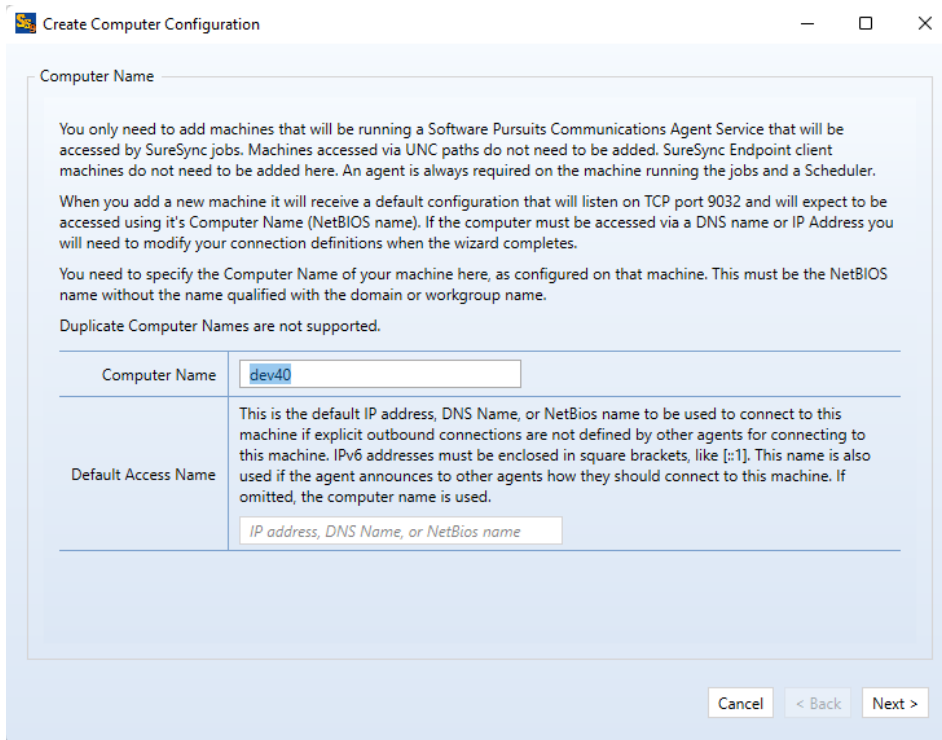 Create Computer Configuration
Computer Name
You only need to add machines that will be running a Software Pursuits Communications Agent Service that will be
accessed by SureSync jobs. Machines accessed via UNC paths do not need to be added. SureSync Endpoint client
machines do not need to be added here. An agent is always required on the machine running the jobs and a Scheduler.
When you add a new machine it will receive a default configuration that will listen on TCP port 9032 and will expect to be
accessed using it's Computer Name (NetBIOS name). If the computer must be accessed via a DNS name or IP Address you
will need to modify your connection definitions when the wizard completes.
You need to specify the Computer Name of your machine here, as configured on that machine. This must be the NetBIOS
name without the name qualified with the domain or workgroup name.
Duplicate Computer Names are not supported.
Computer Name
dev40
Default Access Name
This is the default IP address, DNS Name, or NetBios name to be used to connect to this
machine if explicit outbound connections are not defined by other agents for connecting to
this machine. IPv6 addresses must be enclosed in square brackets, like [::1]. This name is also
used if the agent announces to other agents how they should connect to this machine. If
omitted, the computer name is used.
IP address, DNS Name, or NetBios name
Cancel
< Back
Next >